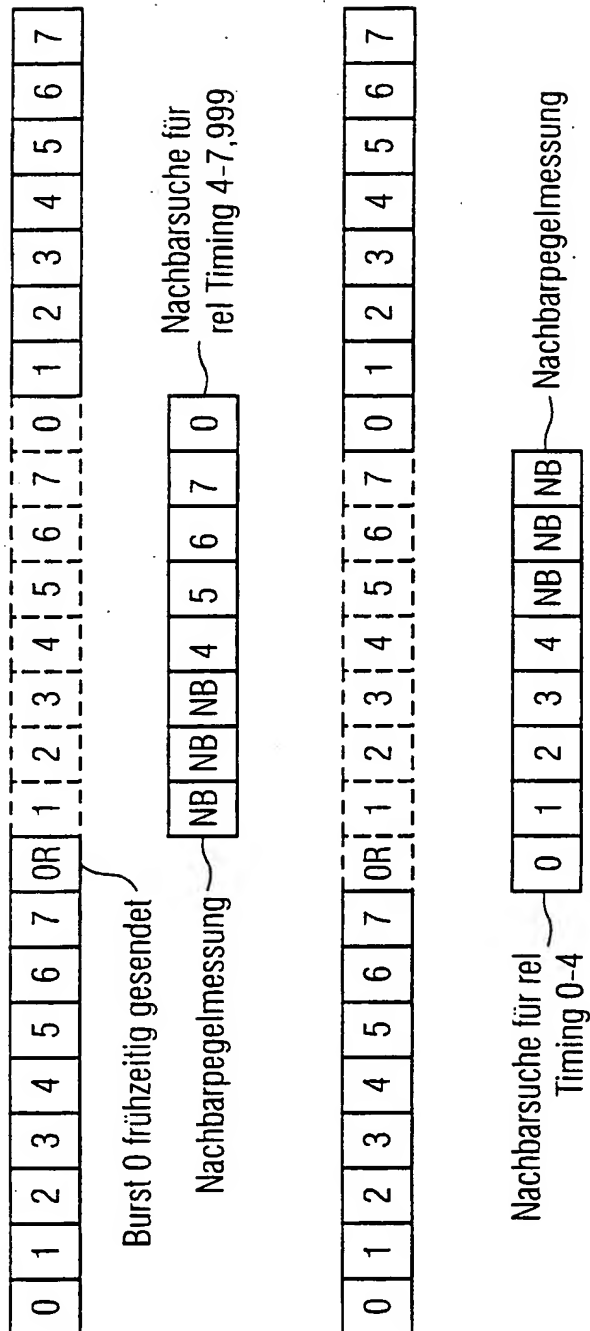 0 1 2 3 4 5 6 7 0R 1 2 3 4 5 6 7 0 1 2 3 4 5 6 7
Burst 0 frühzeitig gesendet
NB NB NB 4 5 6 7 0
Nachbarpegelmessung
Nachbarsuche für
rel Timing 4-7,999
0 1 2 3 4 5 6 7 0R 1 2 3 4 5 6 7 0 1 2 3 4 5 6 7
0 1 2 3 4 NB NB NB
Nachbarsuche für rel
Timing 0-4
Nachbarpegelmessung